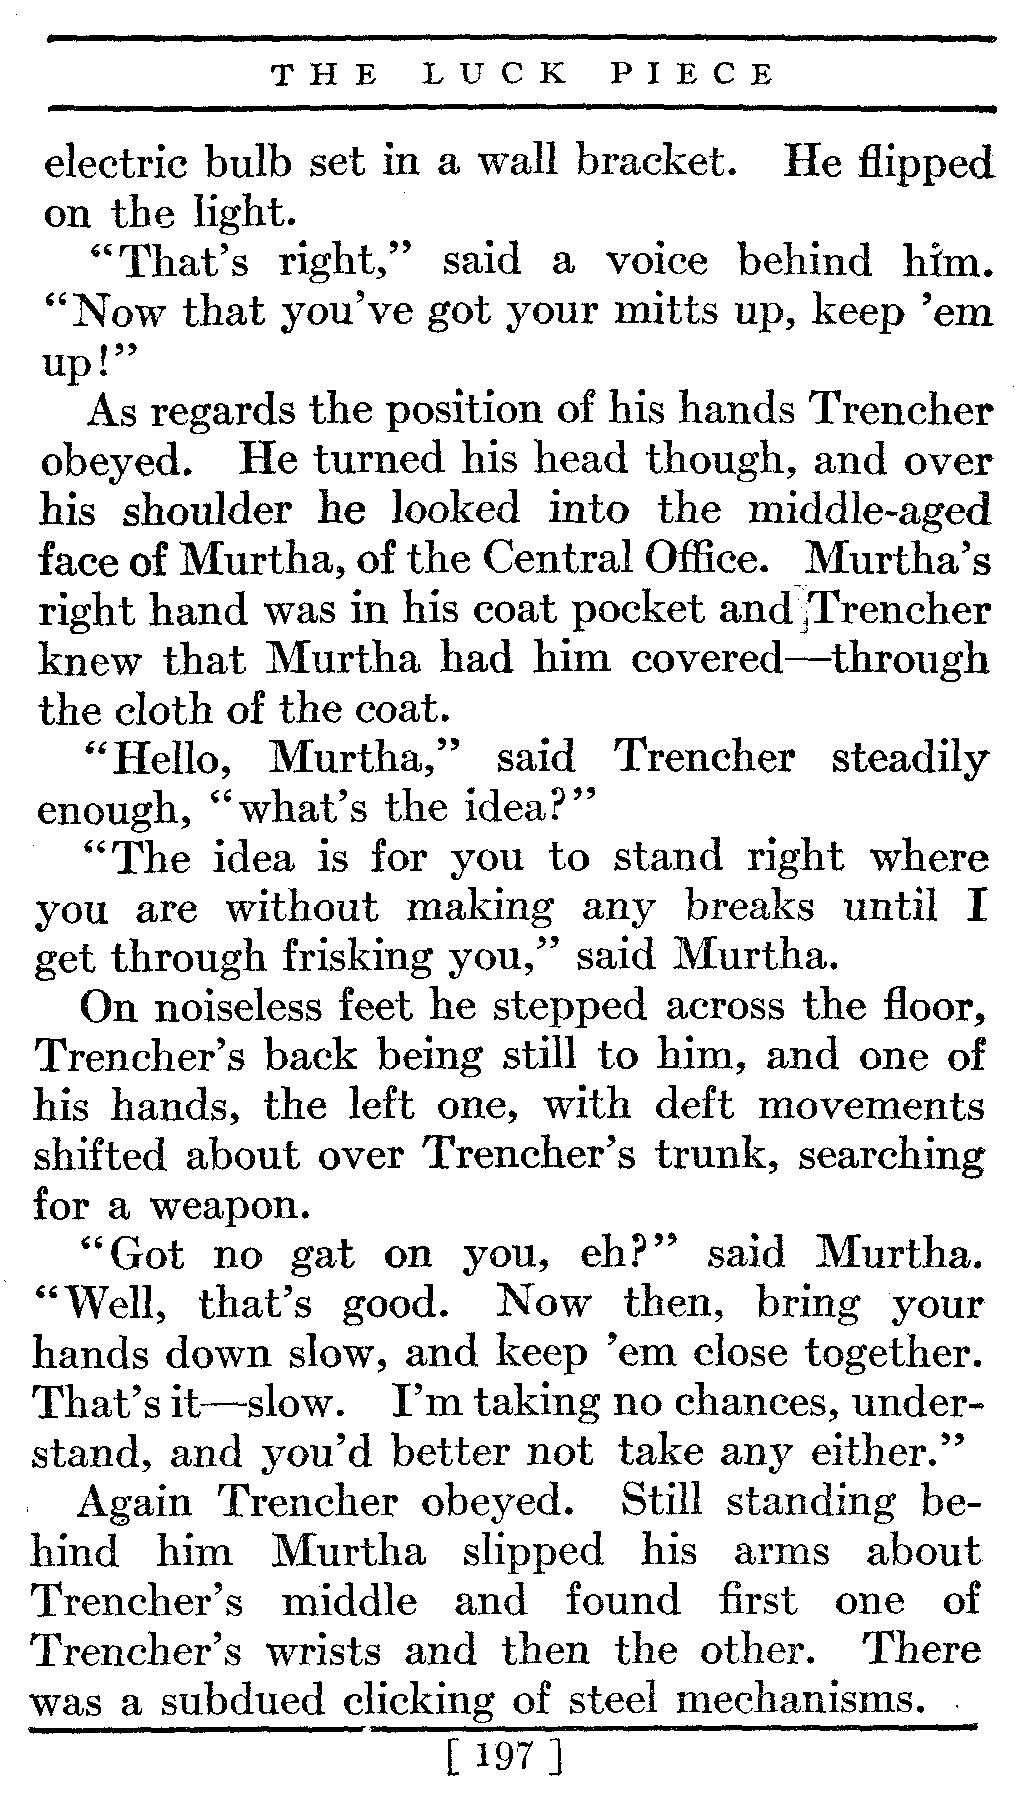 THE LUCK PIECE
electric bulb set in a wall bracket. He flipped
on the light.
“That’s right,” said a voice behind him.
“Now that you’ve got your mitts up, keep ’em
up!”
As regards the position of his hands Trencher
obeyed. He turned his head though, and over
his shoulder he looked into the middle-aged
face of Murtha, of the Central Office. Murtha’s
right hand was in his coat pocket and Trencher
knew that Murtha had him covered—through
the cloth of the coat.
“Hello, Murtha,” said Trencher steadily
enough, “what’s the idea?”
“The idea is for you to stand right where
you are without making any breaks until I
get through frisking you,” said Murtha.
On noiseless feet he stepped across the floor,
Trencher’s back being still to him, and one of
his hands, the left one, with deft movements
shifted about over Trencher’s trunk, searching
for a weapon.
“Got no gat on you, eh?” said Murtha.
“Well, that’s good. Now then, bring your
hands down slow, and keep ’em close together.
That’s it—slow. I’m taking no chances, under-
stand, and you’d better not take any either.”
Again Trencher obeyed. Still standing be-
hind him Murtha slipped his arms about
Trencher’s middle and found first one of
Trencher’s wrists and then the other. There
was a subdued clicking of steel mechanisms.
[ 197 ]